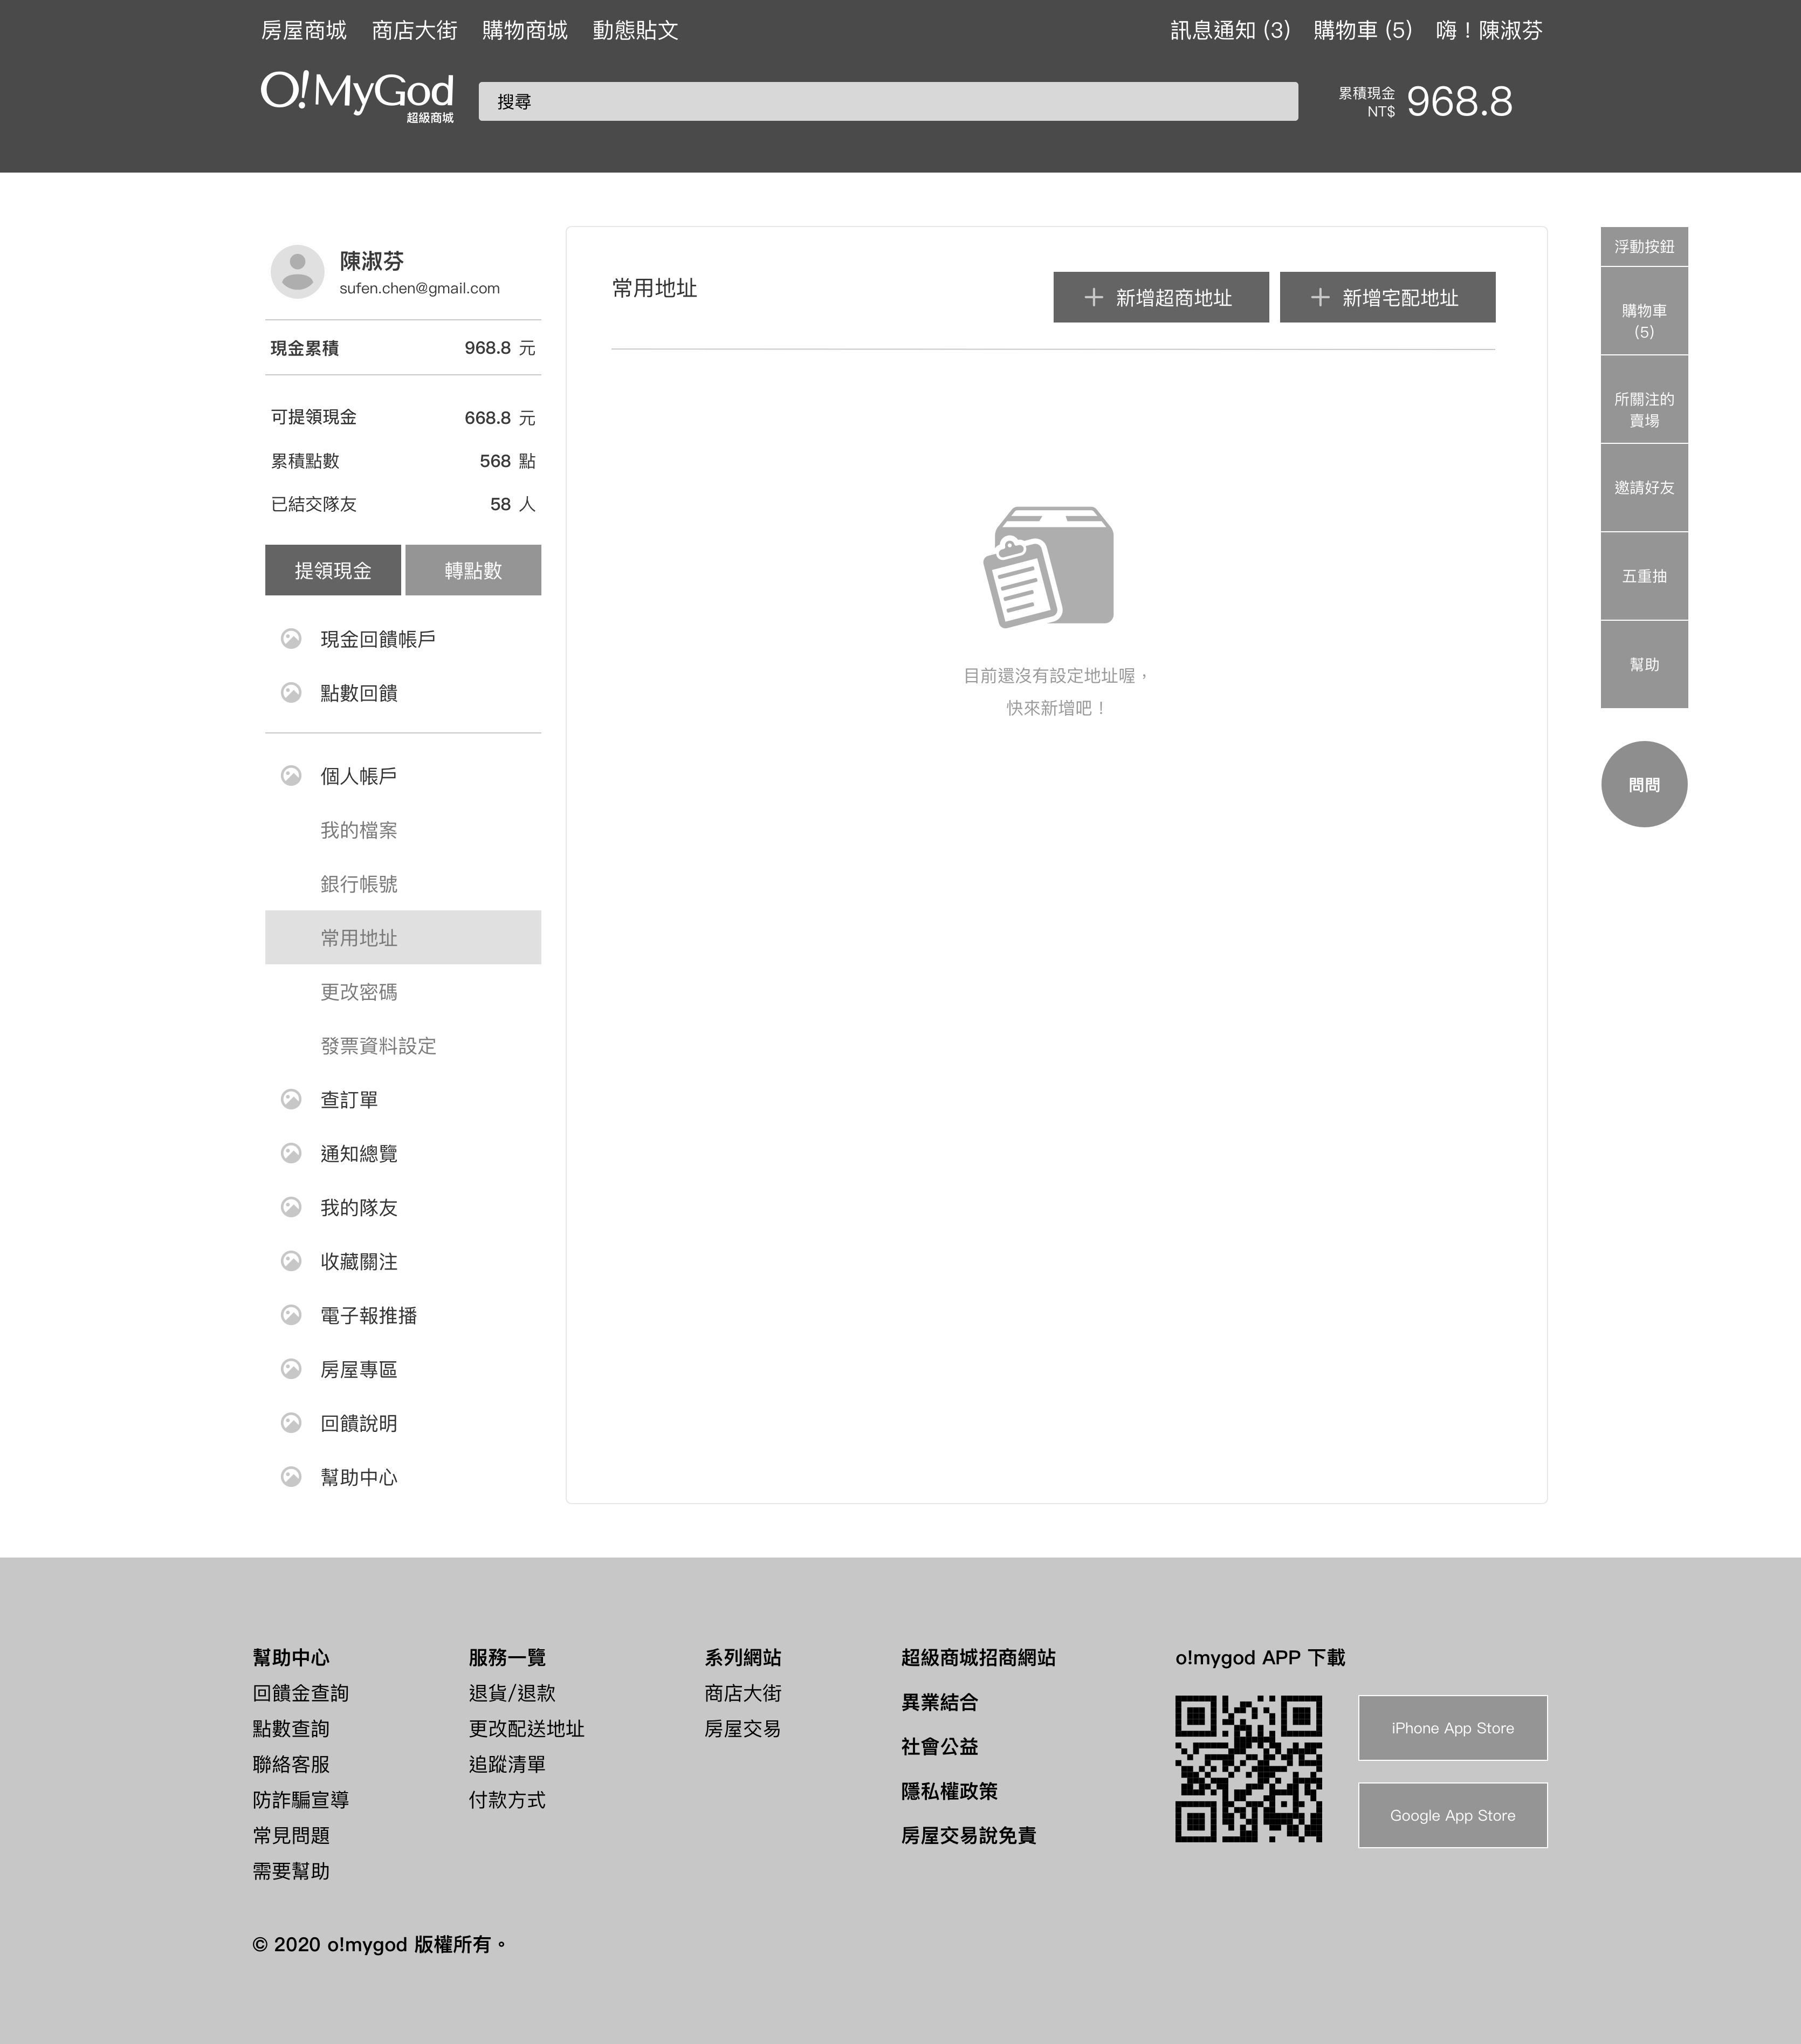 房屋商城 商店大街 購物商城 動態貼文 訊息通知 (3) 購物車 (5) 嗨！陳淑芬
O!MyGod
超級商城
搜尋
累積現金
NT$ 968.8
陳淑芬
sufen.chen@gmail.com
現金累積 968.8 元
可提領現金 668.8 元
累積點數 568 點
已結交隊友 58 人
提領現金 轉點數
現金回饋帳戶
點數回饋
個人帳戶
我的檔案
銀行帳號
常用地址
更改密碼
發票資料設定
查訂單
通知總覽
我的隊友
收藏關注
電子報推播
房屋專區
回饋說明
幫助中心
常用地址
新增超商地址 新增宅配地址
目前還沒有設定地址喔，
快來新增吧！
浮動按鈕
購物車
(5)
所關注的
賣場
邀請好友
五重抽
幫助
問問
幫助中心
回饋金查詢
點數查詢
聯絡客服
防詐騙宣導
常見問題
需要幫助
服務一覽
退貨/退款
更改配送地址
追蹤清單
付款方式
系列網站
商店大街
房屋交易
超級商城招商網站
異業結合
社會公益
隱私權政策
房屋交易說免責
o!mygod APP 下載
iPhone App Store
Google App Store
© 2020 o!mygod 版權所有。